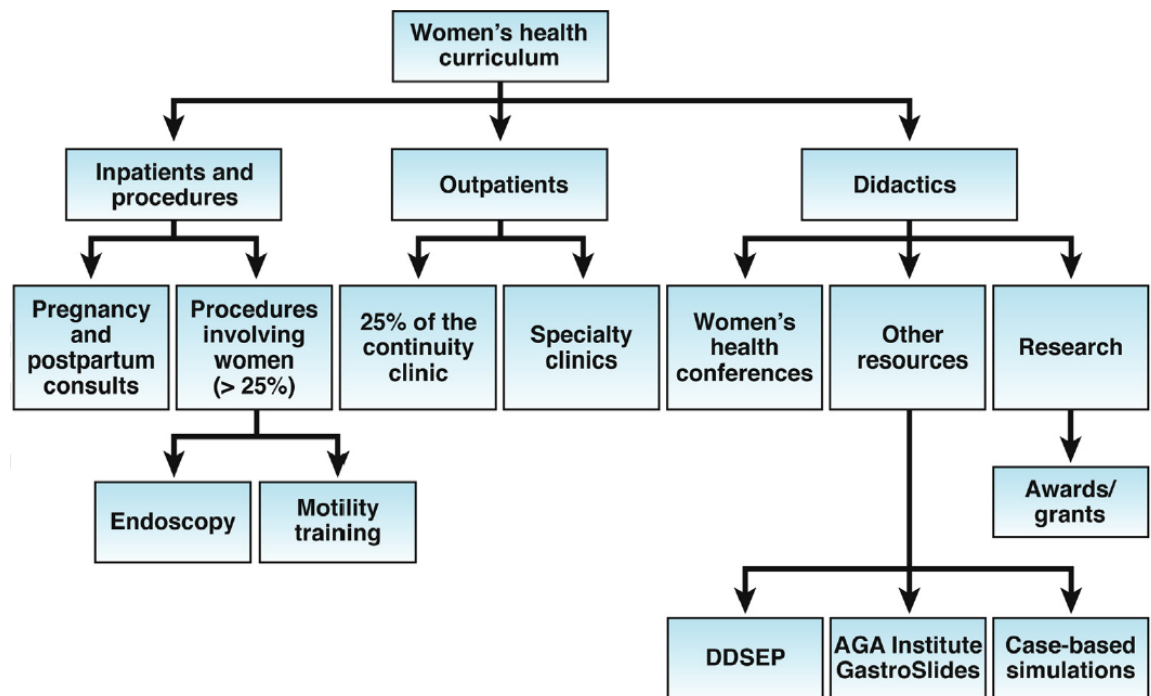 Women's health
curriculum
Inpatients and
procedures
Outpatients
Didactics
Pregnancy
and
postpartum
consults
Procedures
involving
women
(> 25%)
25% of the
continuity
clinic
Specialty
clinics
Women's
health
conferences
Other
resources
Research
Endoscopy
Motility
training
Awards/
grants
DDSEP
AGA Institute
GastroSlides
Case-based
simulations